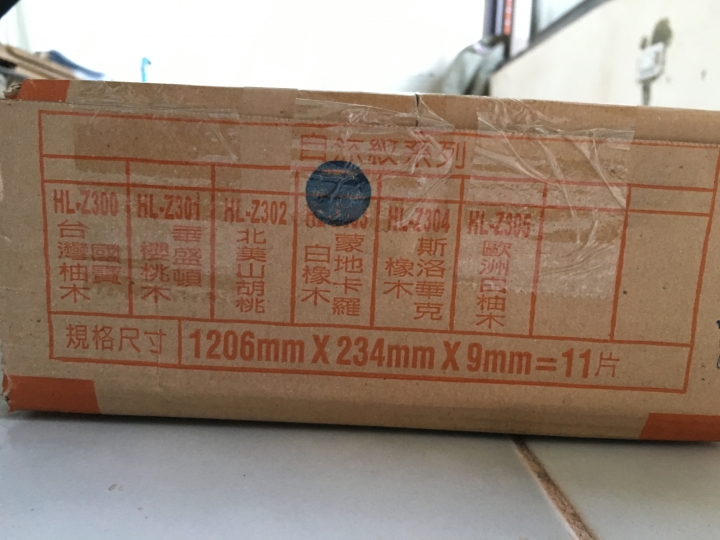 自然紋系列
HL-Z300
台灣國寶柚木
HL-Z301
華盛頓櫻桃木
HL-Z302
北美山胡桃
蒙地卡羅白橡木
HL-Z304
斯洛華克橡木
HL-Z305
歐洲白柚木
規格尺寸
1206mm X 234mm X 9mm = 11片